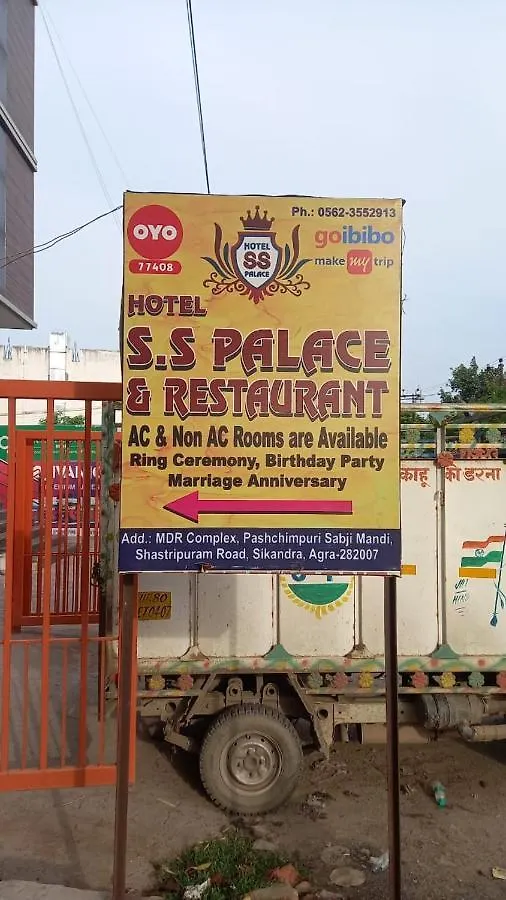 OYO
77408
HOTEL
SS
PALACE
Ph.: 0562-3552913
goibibo
make my trip
HOTEL
S.S PALACE
& RESTAURANT
AC & Non AC Rooms are Available
Ring Ceremony, Birthday Party
Marriage Anniversary
Add.: MDR Complex, Pashchimpuri Sabji Mandi,
Shastripuram Road, Sikandra, Agra-282007
काहू की डरना